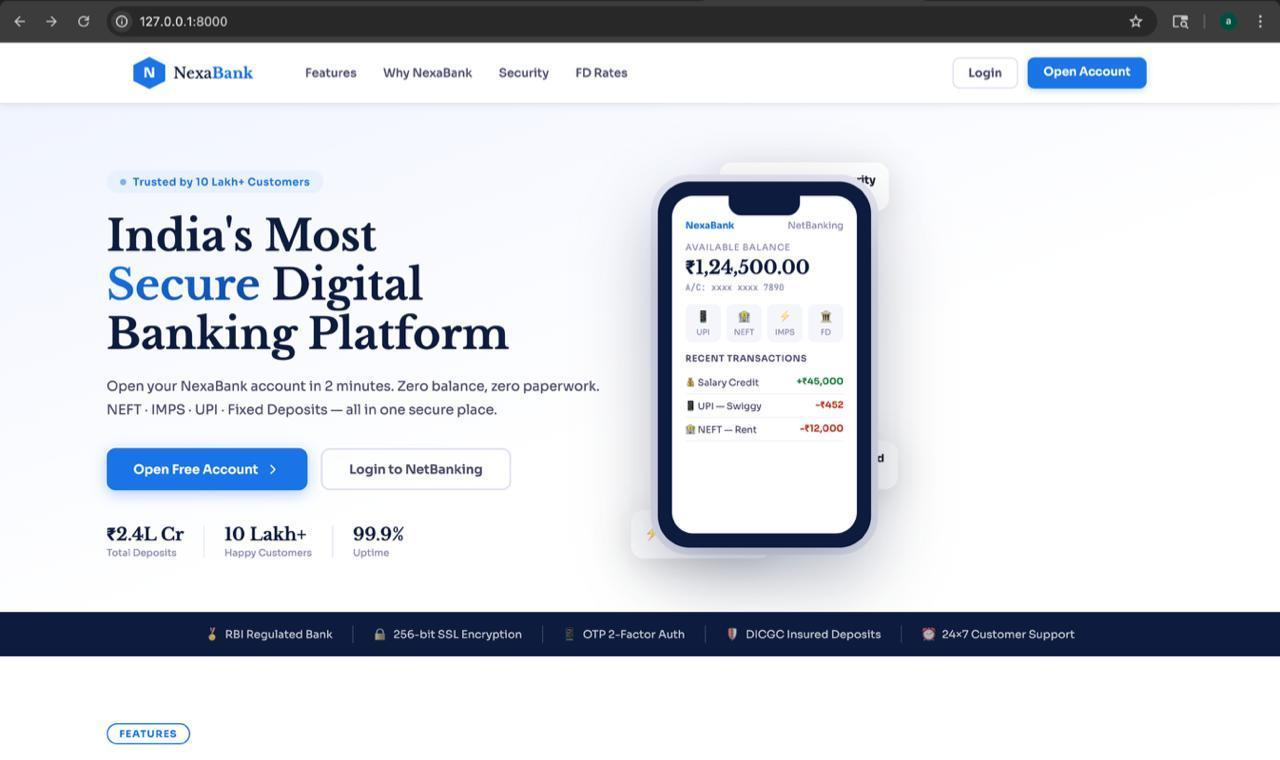 127.0.0.1:8000
a
N NexaBank
Features
Why NexaBank
Security
FD Rates
Login
Open Account
Trusted by 10 Lakh+ Customers
India's Most
Secure Digital
Banking Platform
Open your NexaBank account in 2 minutes. Zero balance, zero paperwork.
NEFT · IMPS · UPI · Fixed Deposits — all in one secure place.
Open Free Account
Login to NetBanking
₹2.4L Cr
Total Deposits
10 Lakh+
Happy Customers
99.9%
Uptime
NexaBank
NetBanking
AVAILABLE BALANCE
₹1,24,500.00
A/C: xxxx xxxx 7890
UPI
NEFT
IMPS
FD
RECENT TRANSACTIONS
Salary Credit +₹45,000
UPI — Swiggy -₹452
NEFT — Rent -₹12,000
RBI Regulated Bank
256-bit SSL Encryption
OTP 2-Factor Auth
DICGC Insured Deposits
24×7 Customer Support
FEATURES